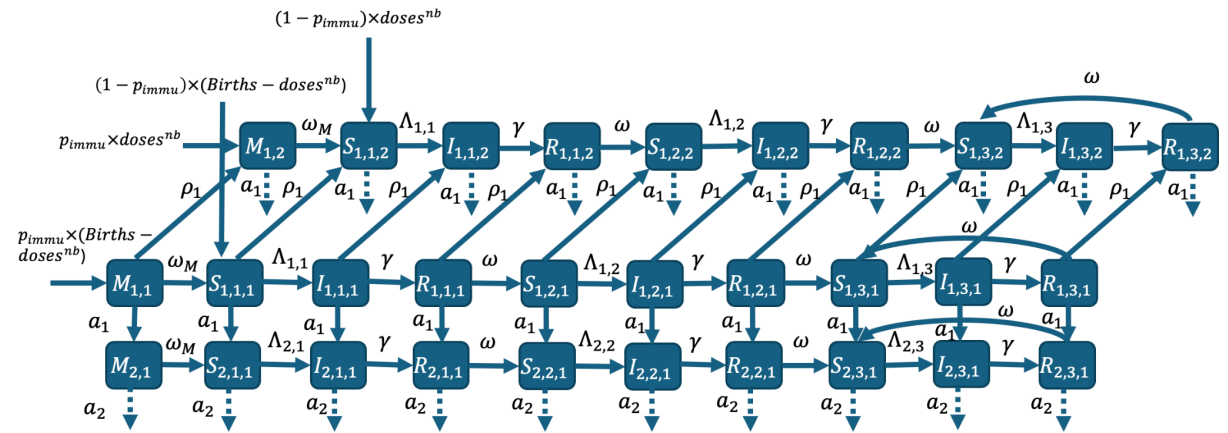 (1 − p_immu)×doses^nb
(1 − p_immu)×(Births − doses^nb)
ω
p_immu×doses^nb
M_1,2 ω_M S_1,1,2 Λ_1,1 I_1,1,2 γ R_1,1,2 ω S_1,2,2 Λ_1,2 I_1,2,2 γ R_1,2,2 ω S_1,3,2 Λ_1,3 I_1,3,2 γ R_1,3,2
ρ_1 a_1 ρ_1 a_1 ρ_1 a_1 ρ_1 a_1 ρ_1 a_1 ρ_1 a_1 ρ_1 a_1 ρ_1 a_1 ρ_1 a_1 ρ_1 a_1
p_immu×(Births −
doses^nb)
ω
M_1,1 ω_M S_1,1,1 Λ_1,1 I_1,1,1 γ R_1,1,1 ω S_1,2,1 Λ_1,2 I_1,2,1 γ R_1,2,1 ω S_1,3,1 Λ_1,3 I_1,3,1 γ R_1,3,1
a_1 a_1 a_1 a_1 a_1 a_1 a_1 a_1 a_1 a_1
ω
M_2,1 ω_M S_2,1,1 Λ_2,1 I_2,1,1 γ R_2,1,1 ω S_2,2,1 Λ_2,2 I_2,2,1 γ R_2,2,1 ω S_2,3,1 Λ_2,3 I_2,3,1 γ R_2,3,1
a_2 a_2 a_2 a_2 a_2 a_2 a_2 a_2 a_2 a_2